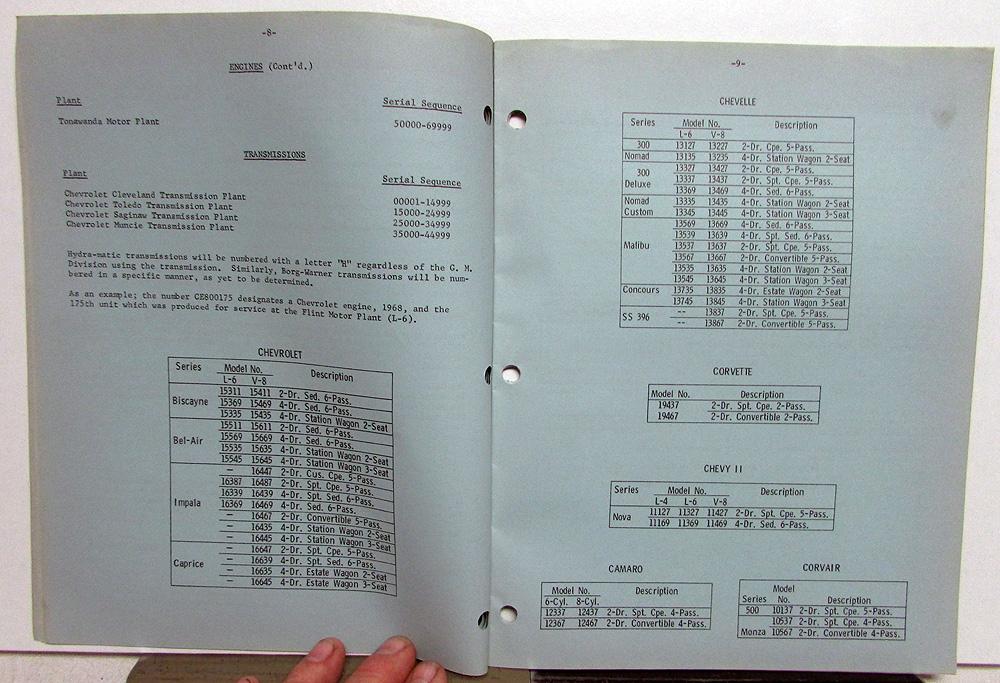 -8-
ENGINES (Cont'd.)
Plant Serial Sequence
Tonawanda Motor Plant 50000-69999
TRANSMISSIONS
Plant Serial Sequence
Chevrolet Cleveland Transmission Plant 00001-14999
Chevrolet Toledo Transmission Plant 15000-24999
Chevrolet Saginaw Transmission Plant 25000-34999
Chevrolet Muncie Transmission Plant 35000-44999
Hydra-matic transmissions will be numbered with a letter "H" regardless of the G. M.
Division using the transmission. Similarly, Borg-Warner transmissions will be num-
bered in a specific manner, as yet to be determined.
As an example; the number CE800175 designates a Chevrolet engine, 1968, and the
175th unit which was produced for service at the Flint Motor Plant (L-6).
CHEVROLET
Series Model No. Description
L-6 V-8
Biscayne
15311 15411 2-Dr. Sed. 6-Pass.
15369 15469 4-Dr. Sed. 6-Pass.
15335 15435 4-Dr. Station Wagon 2-Seat
Bel-Air
15511 15611 2-Dr. Sed. 6-Pass.
15569 15669 4-Dr. Sed. 6-Pass.
15535 15635 4-Dr. Station Wagon 2-Seat
15545 15645 4-Dr. Station Wagon 3-Seat
Impala
— 16447 2-Dr. Cus. Cpe. 5-Pass.
16387 16487 2-Dr. Spt. Cpe. 5-Pass.
16339 16439 4-Dr. Spt. Sed. 6-Pass.
16369 16469 4-Dr. Sed. 6-Pass.
— 16467 2-Dr. Convertible 5-Pass.
— 16435 4-Dr. Station Wagon 2-Seat
— 16445 4-Dr. Station Wagon 3-Seat
Caprice
— 16647 2-Dr. Spt. Cpe. 5-Pass.
— 16639 4-Dr. Spt. Sed. 6-Pass.
— 16635 4-Dr. Estate Wagon 2-Seat
— 16645 4-Dr. Estate Wagon 3-Seat
-9-
CHEVELLE
Series Model No. Description
L-6 V-8
300 13127 13227 2-Dr. Cpe. 5-Pass.
Nomad 13135 13235 4-Dr. Station Wagon 2-Seat
300 Deluxe
13327 13427 2-Dr. Cpe. 5-Pass.
13337 13437 2-Dr. Spt. Cpe. 5-Pass.
13369 13469 4-Dr. Sed. 6-Pass.
Nomad 13335 13435 4-Dr. Station Wagon 2-Seat
Custom 13345 13445 4-Dr. Station Wagon 3-Seat
Malibu
13569 13669 4-Dr. Sed. 6-Pass.
13539 13639 4-Dr. Spt. Sed. 6-Pass.
13537 13637 2-Dr. Spt. Cpe. 5-Pass.
13567 13667 2-Dr. Convertible 5-Pass.
13535 13635 4-Dr. Station Wagon 2-Seat
13545 13645 4-Dr. Station Wagon 3-Seat
Concours 13735 13835 4-Dr. Estate Wagon 2-Seat
13745 13845 4-Dr. Station Wagon 3-Seat
SS 396
-- 13837 2-Dr. Spt. Cpe. 5-Pass.
-- 13867 2-Dr. Convertible 5-Pass.
CORVETTE
Model No. Description
19437 2-Dr. Spt. Cpe. 2-Pass.
19467 2-Dr. Convertible 2-Pass.
CHEVY II
Series Model No. Description
L-4 L-6 V-8
Nova
11127 11327 11427 2-Dr. Spt. Cpe. 5-Pass.
11169 11369 11469 4-Dr. Sed. 6-Pass.
CAMARO
Model No. Description
6-Cyl. 8-Cyl.
12337 12437 2-Dr. Spt. Cpe. 4-Pass.
12367 12467 2-Dr. Convertible 4-Pass.
CORVAIR
Model
Series No. Description
500 10137 2-Dr. Spt. Cpe. 5-Pass.
10537 2-Dr. Spt. Cpe. 4-Pass.
Monza 10567 2-Dr. Convertible 4-Pass.